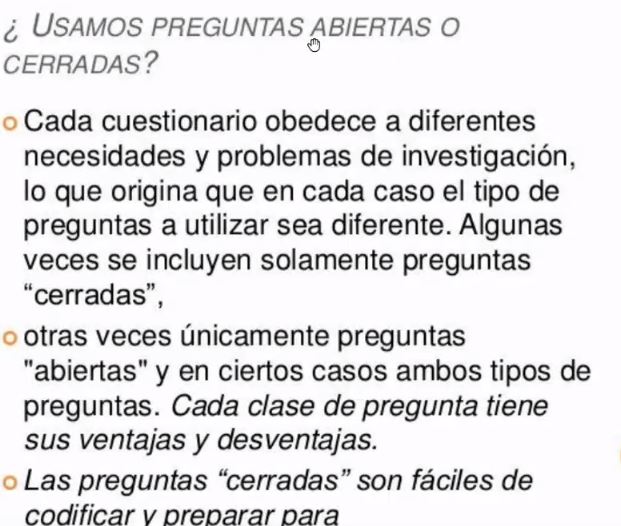 ¿ USAMOS PREGUNTAS ABIERTAS O
CERRADAS?
Cada cuestionario obedece a diferentes
necesidades y problemas de investigación,
lo que origina que en cada caso el tipo de
preguntas a utilizar sea diferente. Algunas
veces se incluyen solamente preguntas
“cerradas”,
otras veces únicamente preguntas
"abiertas" y en ciertos casos ambos tipos de
preguntas. Cada clase de pregunta tiene
sus ventajas y desventajas.
Las preguntas “cerradas” son fáciles de
codificar y preparar para